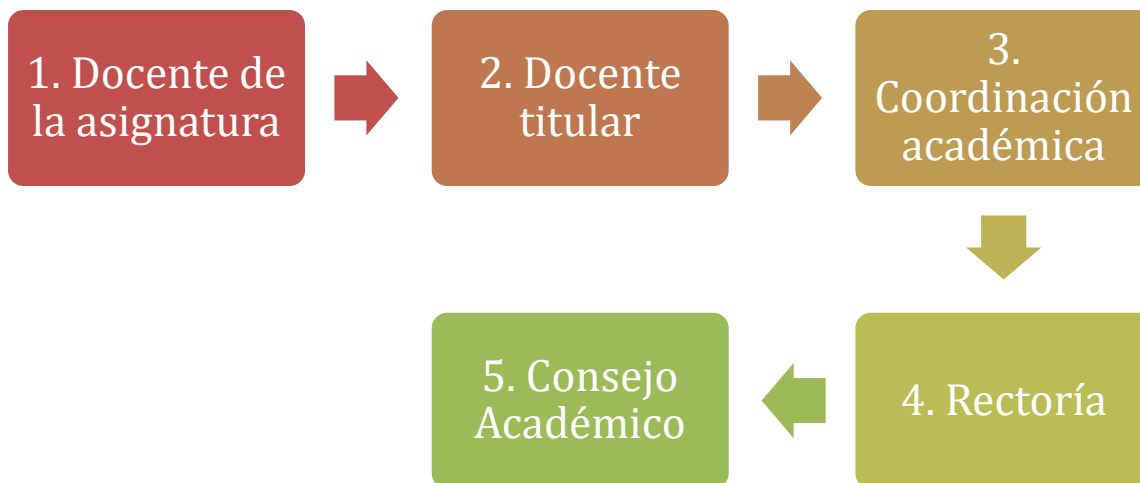 1. Docente de
la asignatura
2. Docente
titular
3.
Coordinación
académica
4. Rectoría
5. Consejo
Académico